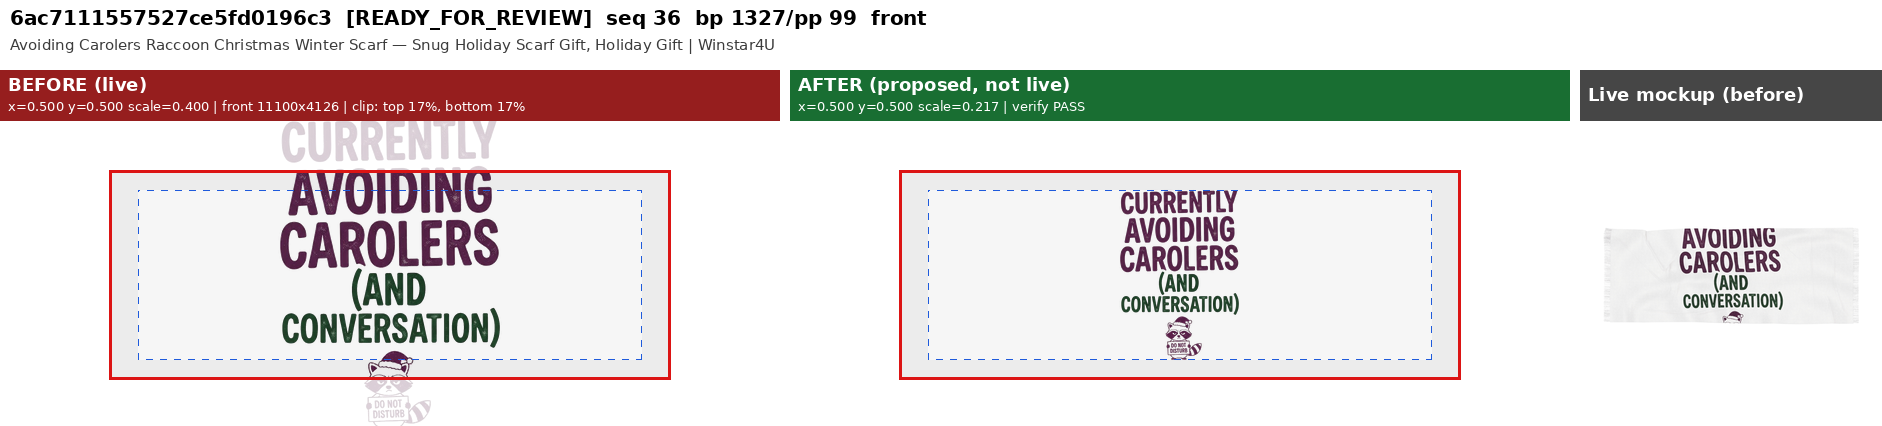 6ac7111557527ce5fd0196c3 [READY_FOR_REVIEW] seq 36 bp 1327/pp 99 front
Avoiding Carolers Raccoon Christmas Winter Scarf — Snug Holiday Scarf Gift, Holiday Gift | Winstar4U
BEFORE (live)
x=0.500 y=0.500 scale=0.400 | front 11100x4126 | clip: top 17%, bottom 17%
CURRENTLY
AVOIDING
CAROLERS
(AND
CONVERSATION)
DO NOT
DISTURB
AFTER (proposed, not live)
x=0.500 y=0.500 scale=0.217 | verify PASS
CURRENTLY
AVOIDING
CAROLERS
(AND
CONVERSATION)
DO NOT
DISTURB
Live mockup (before)
AVOIDING
CAROLERS
(AND
CONVERSATION)